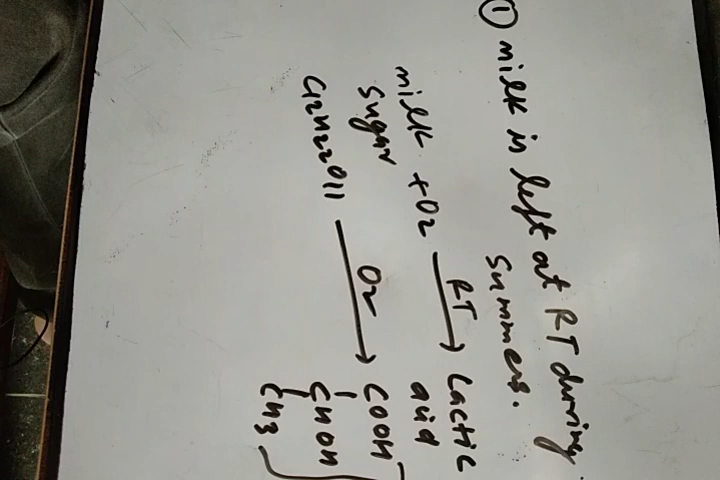 ① milk is left at RT during
summers.
milk + O2 RT → Lactic
sugar acid
C12H22O11 O2 → COOH
CHOH
CH3